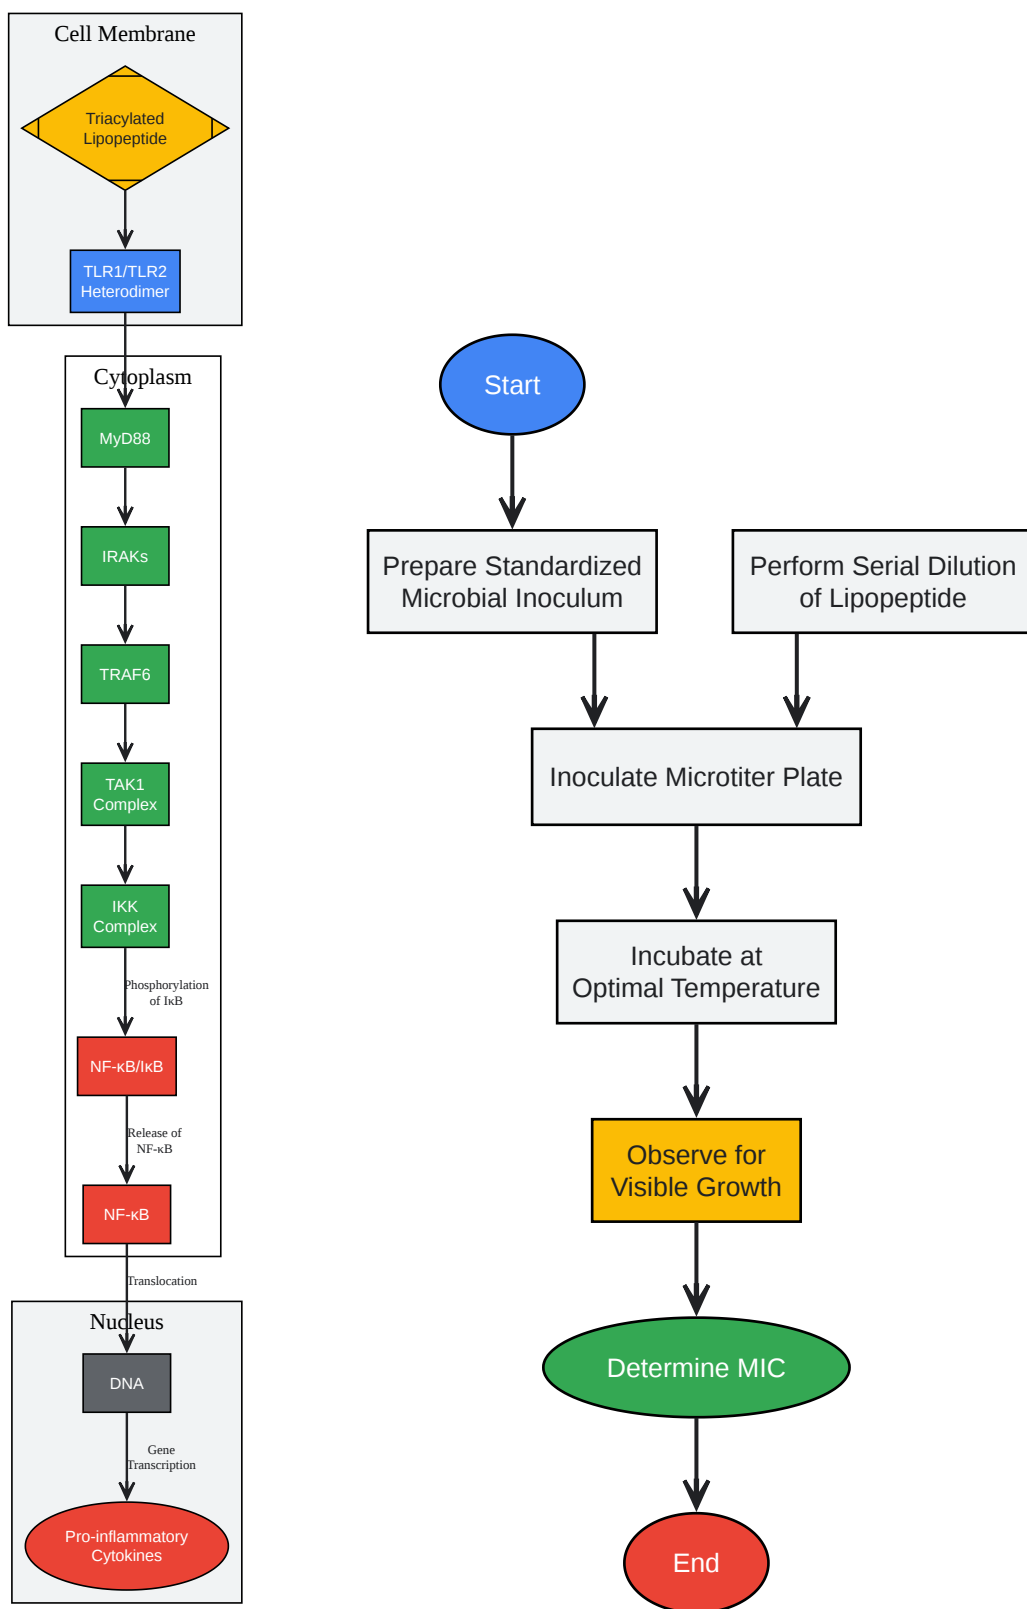 Cell Membrane
Triacylated
Lipopeptide
TLR1/TLR2
Heterodimer
Cytoplasm
MyD88
IRAKs
TRAF6
TAK1
Complex
IKK
Complex
Phosphorylation
of IκB
NF-κB/IκB
Release of
NF-κB
NF-κB
Translocation
Nucleus
DNA
Gene
Transcription
Pro-inflammatory
Cytokines
Start
Prepare Standardized
Microbial Inoculum
Perform Serial Dilution
of Lipopeptide
Inoculate Microtiter Plate
Incubate at
Optimal Temperature
Observe for
Visible Growth
Determine MIC
End